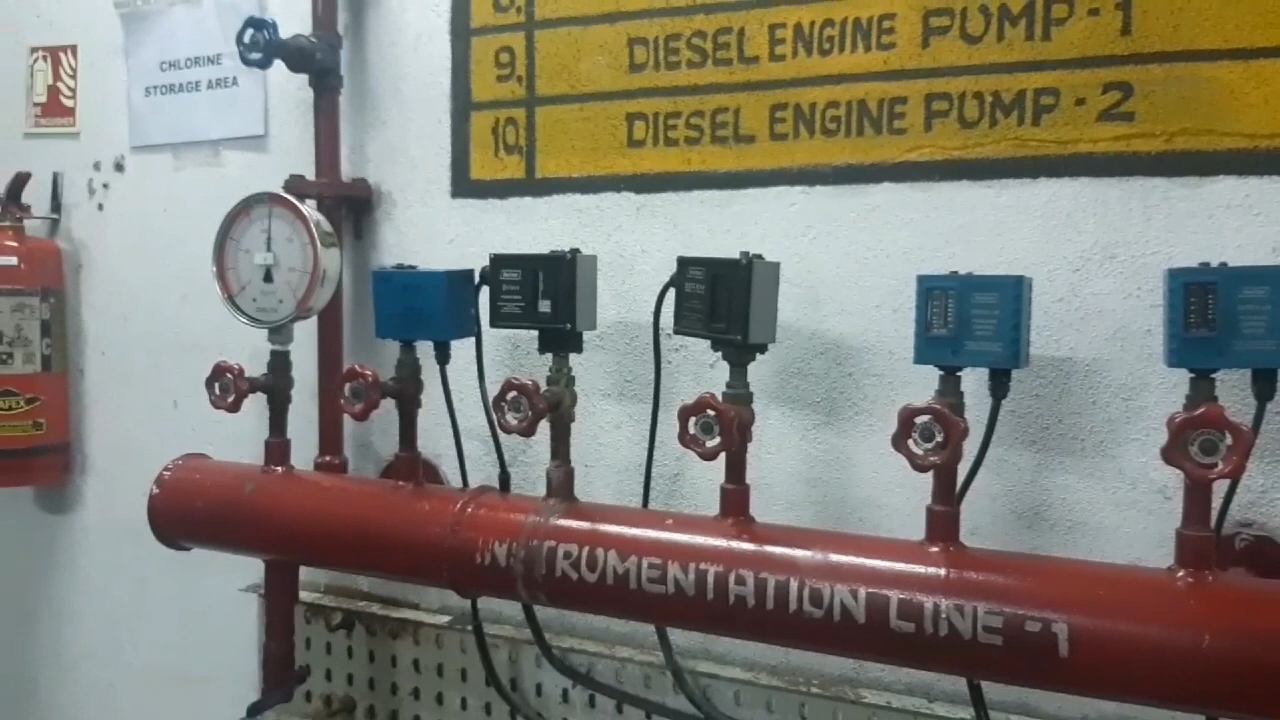 CHLORINE
STORAGE AREA
9, DIESEL ENGINE PUMP-1
10, DIESEL ENGINE PUMP-2
INSTRUMENTATION LINE-1